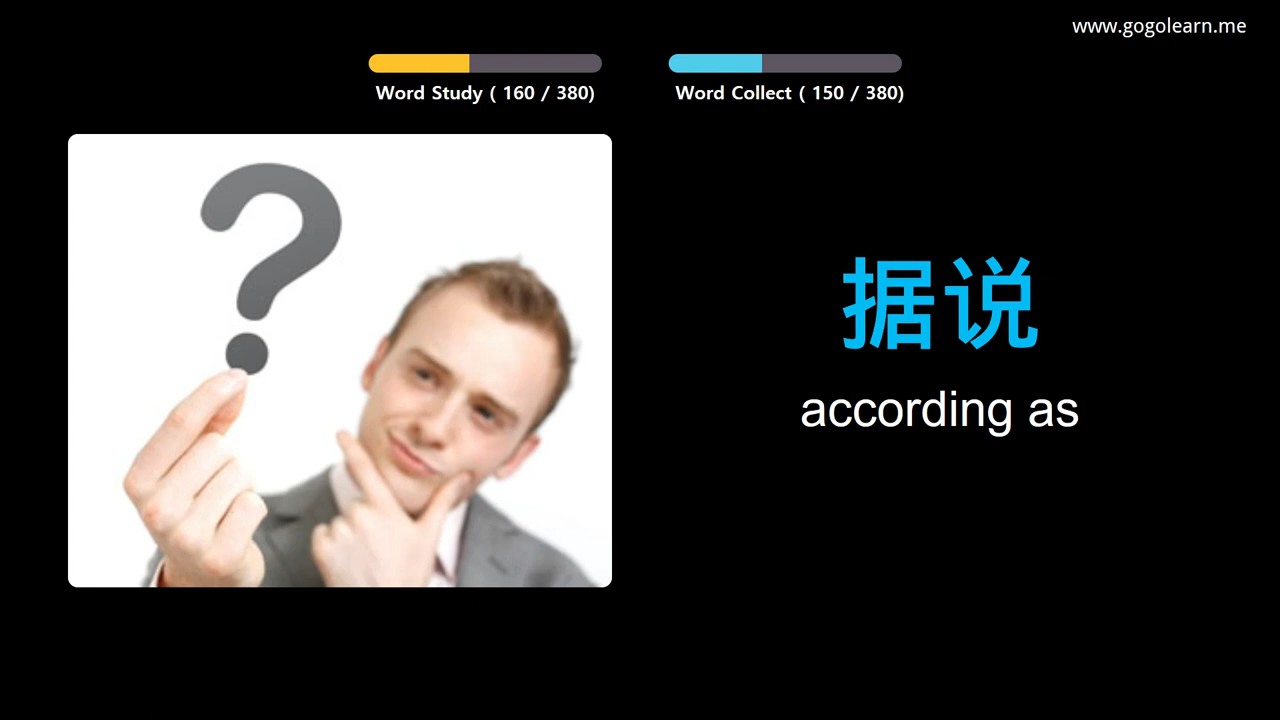 www.gogolearn.me
Word Study ( 160 / 380)
Word Collect ( 150 / 380)
据说
according as